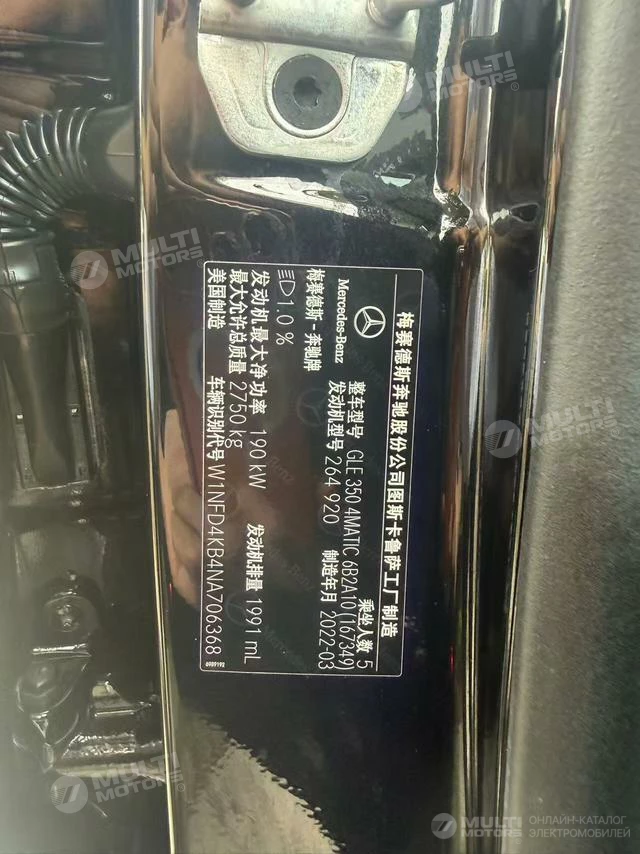 梅赛德斯奔驰股份公司图斯卡鲁萨工厂制造
Mercedes-Benz
梅赛德斯-奔驰牌
整车型号 GLE 350 4MATIC 6B2A10(167349)
乘坐人数 5
发动机型号 264 920
制造年月 2022-03
1.0 %
发动机最大净功率 190 kW
发动机排量 1991 mL
最大允许总质量 2750 kg
美国制造
车辆识别代号 W1NFD4KB4NA706368
MULTI
MOTORS®
MULTI
MOTORS®
MULTI
MOTORS®
MULTI
MOTORS®
MULTI
MOTORS®
ОНЛАЙН-КАТАЛОГ
ЭЛЕКТРОМОБИЛЕЙ